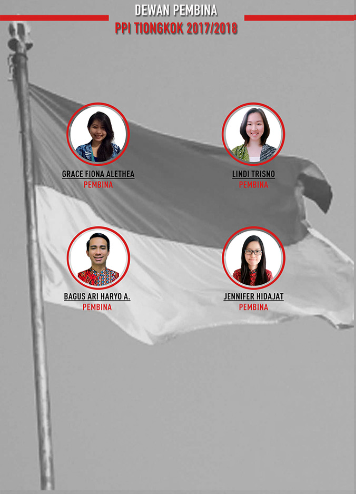 DEWAN PEMBINA
PPI TIONGKOK 2017/2018
GRACE FIONA ALETHEA
PEMBINA
LINDI TRISNO
PEMBINA
BAGUS ARI HARYO A.
PEMBINA
JENNIFER HIDAJAT
PEMBINA